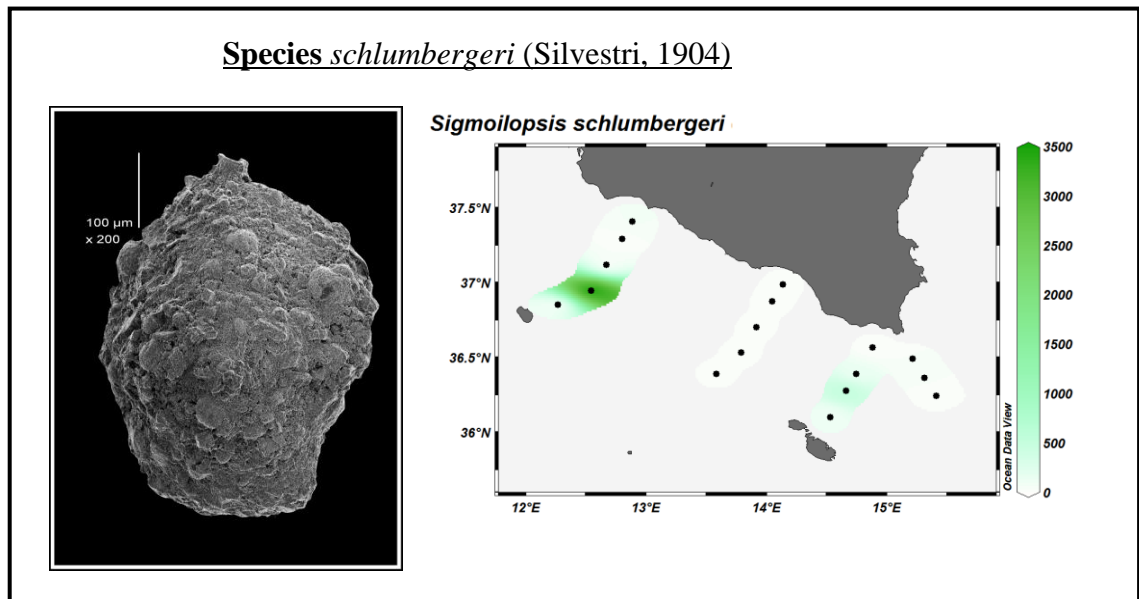 Species schlumbergeri (Silvestri, 1904)
100 µm
x 200
Sigmoilopsis schlumbergeri
37.5°N
37°N
36.5°N
36°N
12°E
13°E
14°E
15°E
Ocean Data View
3500
3000
2500
2000
1500
1000
500
0